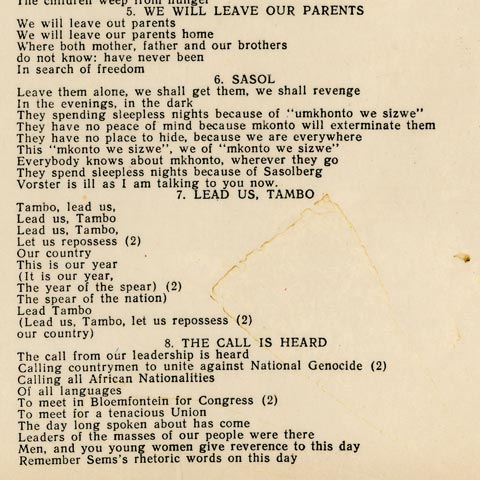 The children weep from hunger
5. WE WILL LEAVE OUR PARENTS
We will leave out parents
We will leave our parents home
Where both mother, father and our brothers
do not know: have never been
In search of freedom
6. SASOL
Leave them alone, we shall get them, we shall revenge
In the evenings, in the dark
They spending sleepless nights because of "umkhonto we sizwe"
They have no peace of mind because mkonto will exterminate them
They have no place to hide, because we are everywhere
This "mkonto we sizwe", we of "mkonto we sizwe"
Everybody knows about mkhonto, wherever they go
They spend sleepless nights because of Sasolberg
Vorster is ill as I am talking to you now.
7. LEAD US, TAMBO
Tambo, lead us,
Lead us, Tambo
Lead us, Tambo,
Let us repossess (2)
Our country
This is our year
(It is our year,
The year of the spear) (2)
The spear of the nation)
Lead Tambo
(Lead us, Tambo, let us repossess (2)
our country)
8. THE CALL IS HEARD
The call from our leadership is heard
Calling countrymen to unite against National Genocide (2)
Calling all African Nationalities
Of all languages
To meet in Bloemfontein for Congress (2)
To meet for a tenacious Union
The day long spoken about has come
Leaders of the masses of our people were there
Men, and you young women give reverence to this day
Remember Sems's rhetoric words on this day